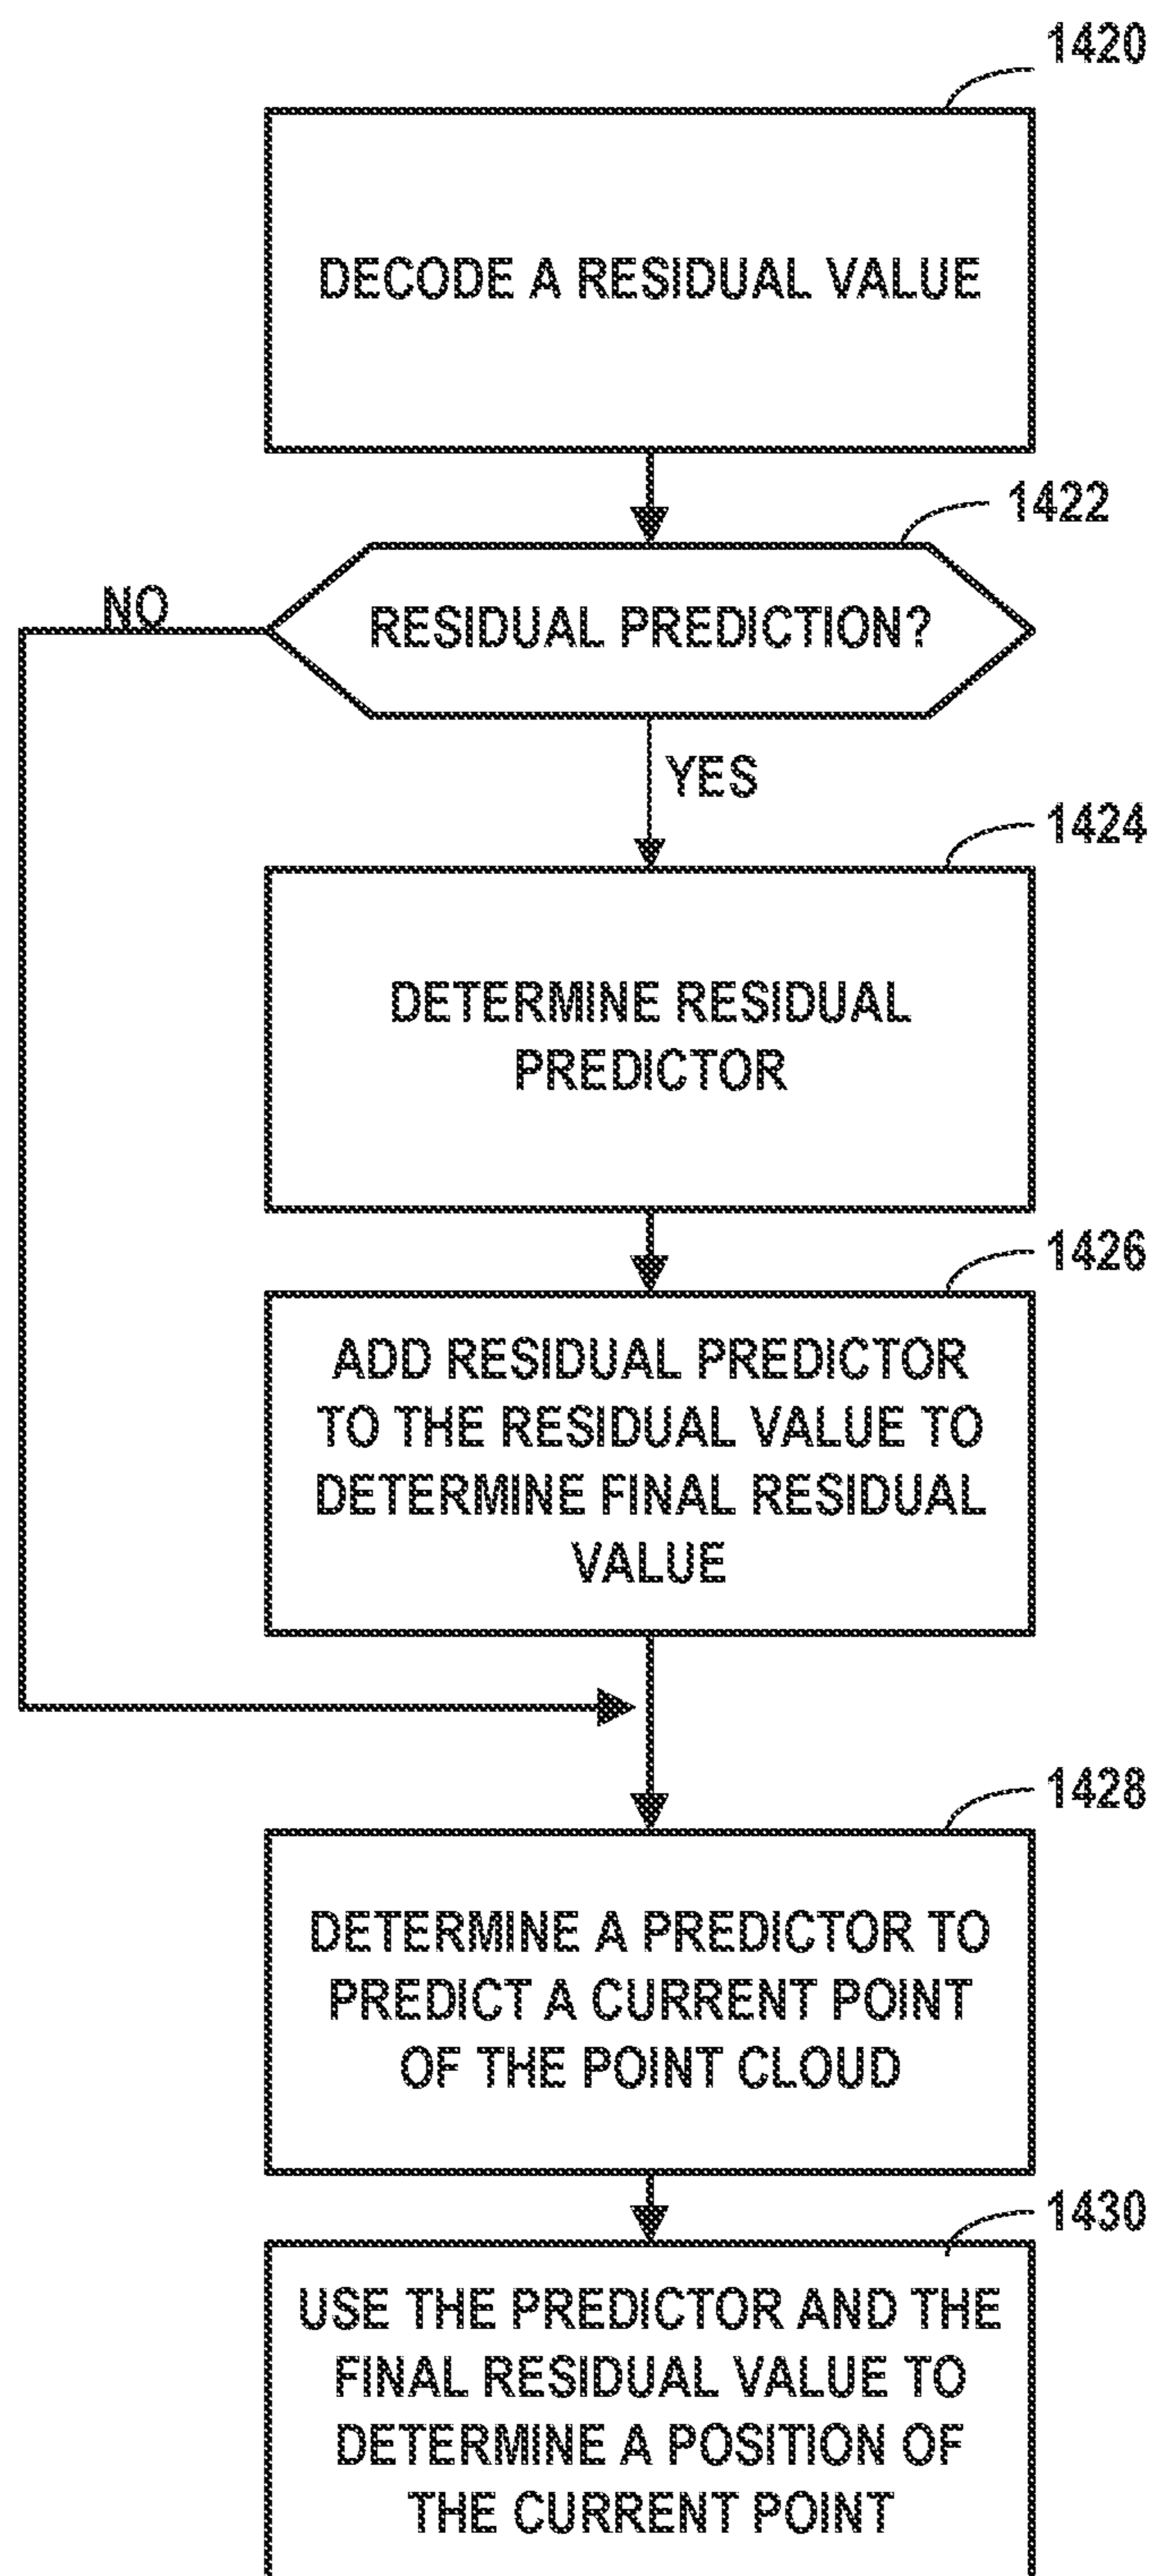 1420
DECODE A RESIDUAL VALUE
1422
NO
RESIDUAL PREDICTION?
YES
1424
DETERMINE RESIDUAL
PREDICTOR
1426
ADD RESIDUAL PREDICTOR
TO THE RESIDUAL VALUE TO
DETERMINE FINAL RESIDUAL
VALUE
1428
DETERMINE A PREDICTOR TO
PREDICT A CURRENT POINT
OF THE POINT CLOUD
1430
USE THE PREDICTOR AND THE
FINAL RESIDUAL VALUE TO
DETERMINE A POSITION OF
THE CURRENT POINT